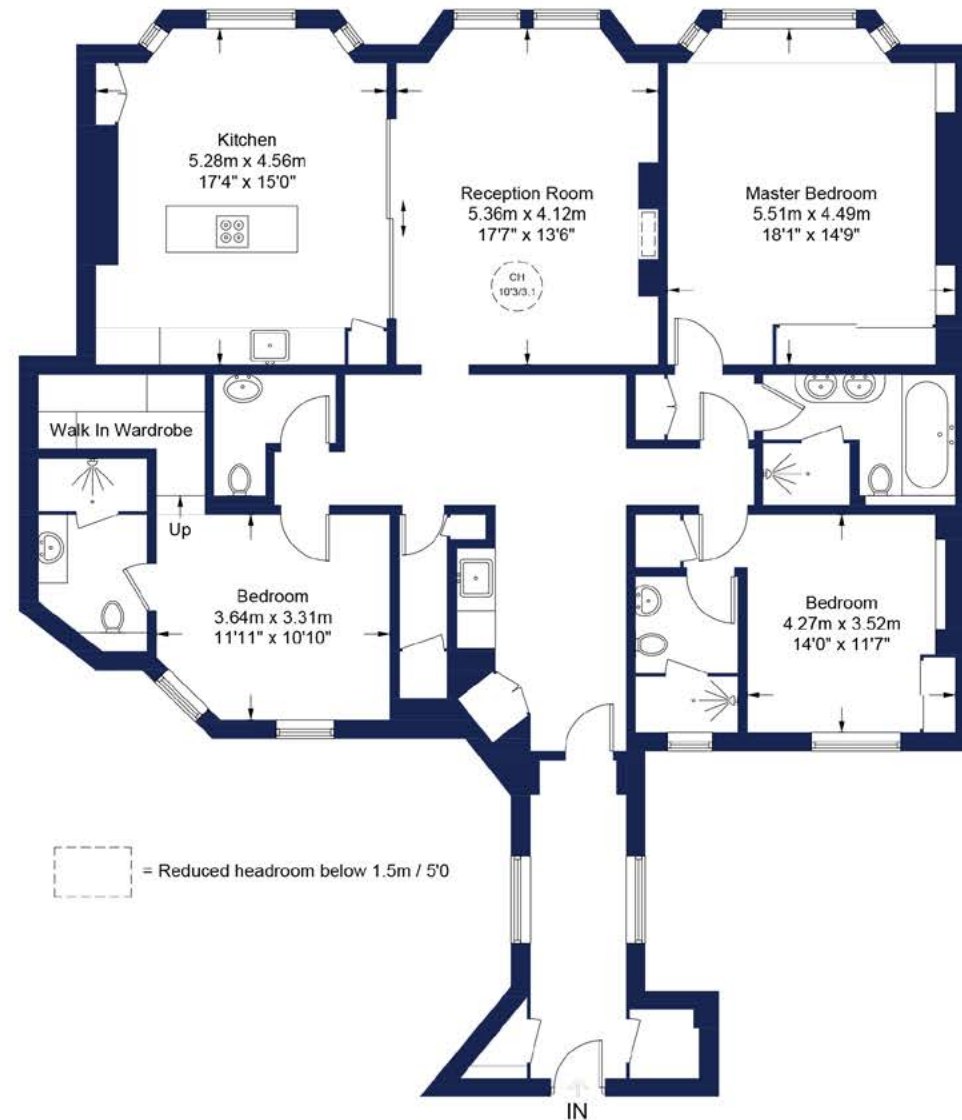 Kitchen
5.28m x 4.56m
17'4" x 15'0"
Reception Room
5.36m x 4.12m
17'7" x 13'6"
CH
10'3/3.1
Master Bedroom
5.51m x 4.49m
18'1" x 14'9"
Walk In Wardrobe
Up
Bedroom
3.64m x 3.31m
11'11" x 10'10"
Bedroom
4.27m x 3.52m
14'0" x 11'7"
= Reduced headroom below 1.5m / 5'0
IN